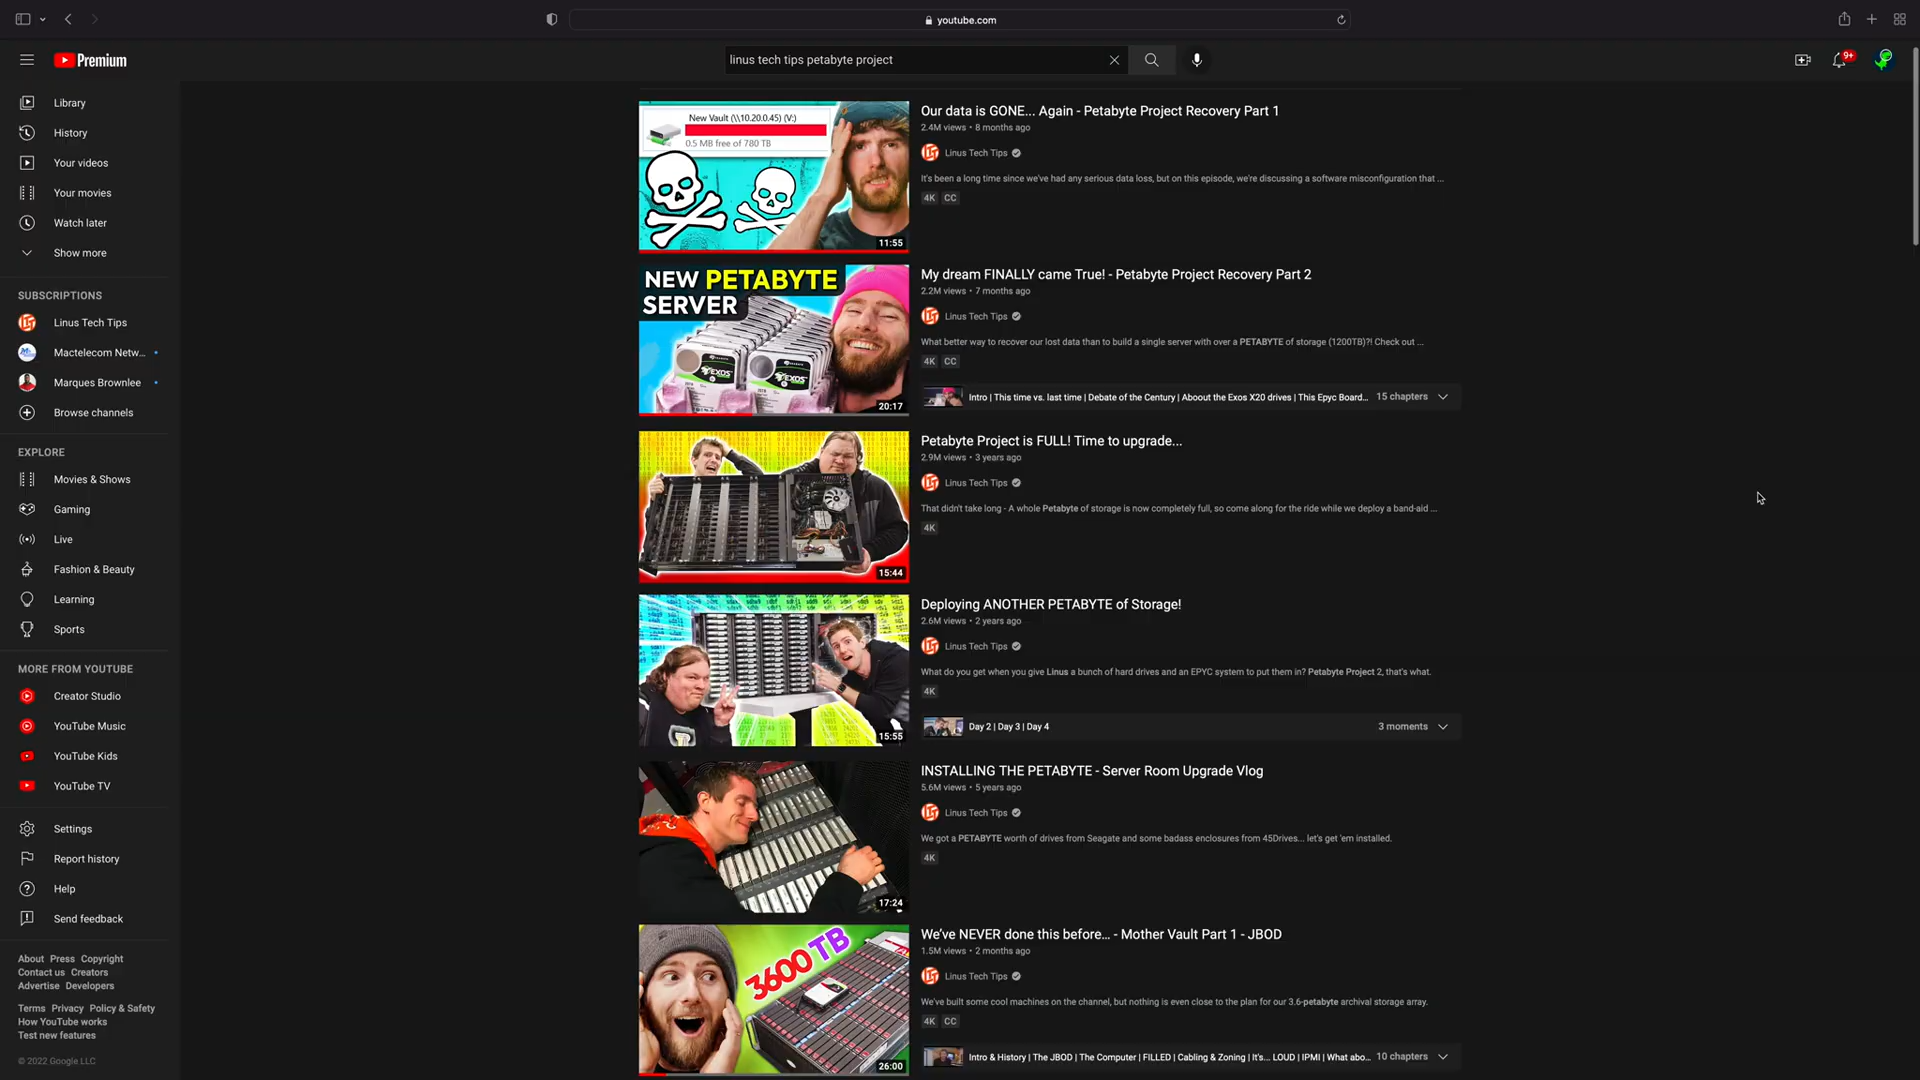 youtube.com
Premium
linus tech tips petabyte project
9+
Library
History
Your videos
Your movies
Watch later
Show more
SUBSCRIPTIONS
Linus Tech Tips
Mactelecom Netw...
Marques Brownlee
Browse channels
EXPLORE
Movies & Shows
Gaming
Live
Fashion & Beauty
Learning
Sports
MORE FROM YOUTUBE
Creator Studio
YouTube Music
YouTube Kids
YouTube TV
Settings
Report history
Help
Send feedback
About Press Copyright
Contact us Creators
Advertise Developers
Terms Privacy Policy & Safety
How YouTube works
Test new features
© 2022 Google LLC
New Vault (\\10.20.0.45) (V:)
0.5 MB free of 780 TB
11:55
Our data is GONE... Again - Petabyte Project Recovery Part 1
2.4M views • 8 months ago
Linus Tech Tips
It's been a long time since we've had any serious data loss, but on this episode, we're discussing a software misconfiguration that ...
4K CC
NEW PETABYTE
SERVER
EXOS
EXOS
20:17
My dream FINALLY came True! - Petabyte Project Recovery Part 2
2.2M views • 7 months ago
Linus Tech Tips
What better way to recover our lost data than to build a single server with over a PETABYTE of storage (1200TB)?! Check out ...
4K CC
Intro | This time vs. last time | Debate of the Century | Aboout the Exos X20 drives | This Epyc Board... 15 chapters
15:44
Petabyte Project is FULL! Time to upgrade...
2.9M views • 3 years ago
Linus Tech Tips
That didn't take long - A whole Petabyte of storage is now completely full, so come along for the ride while we deploy a band-aid ...
4K
15:55
Deploying ANOTHER PETABYTE of Storage!
2.6M views • 2 years ago
Linus Tech Tips
What do you get when you give Linus a bunch of hard drives and an EPYC system to put them in? Petabyte Project 2, that's what.
4K
Day 2 | Day 3 | Day 4 3 moments
17:24
INSTALLING THE PETABYTE - Server Room Upgrade Vlog
5.6M views • 5 years ago
Linus Tech Tips
We got a PETABYTE worth of drives from Seagate and some badass enclosures from 45Drives... let's get 'em installed.
4K
3600 TB
26:00
We've NEVER done this before... - Mother Vault Part 1 - JBOD
1.5M views • 2 months ago
Linus Tech Tips
We've built some cool machines on the channel, but nothing is even close to the plan for our 3.6-petabyte archival storage array.
4K CC
Intro & History | The JBOD | The Computer | FILLED | Cabling & Zoning | It's... LOUD | IPMI | What abo... 10 chapters